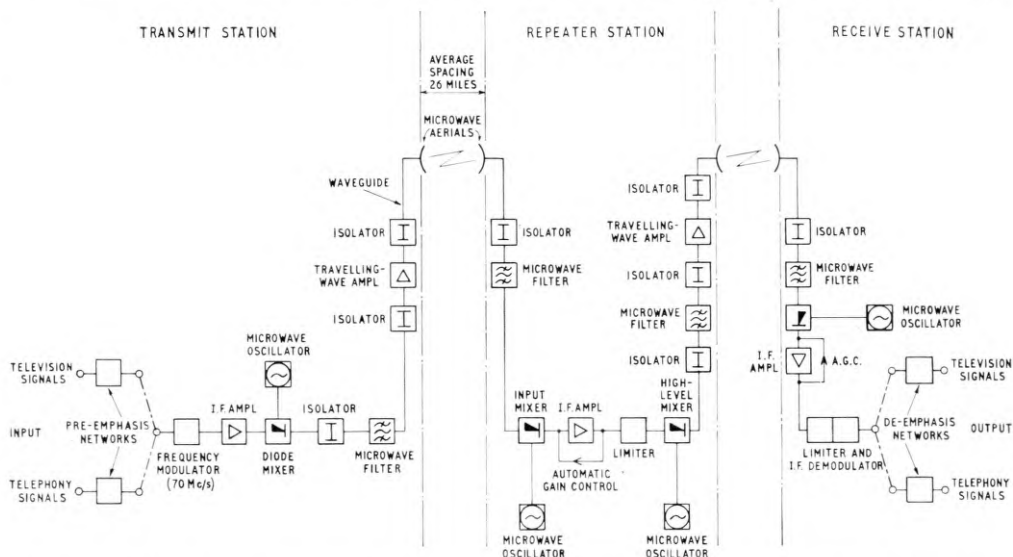 TRANSMIT STATION
REPEATER STATION
RECEIVE STATION
AVERAGE
SPACING
26 MILES
MICROWAVE
AERIALS
WAVEGUIDE
ISOLATOR
TRAVELLING-
WAVE AMPL
ISOLATOR
MICROWAVE
OSCILLATOR
TELEVISION
SIGNALS
INPUT
PRE-EMPHASIS
NETWORKS
TELEPHONY
SIGNALS
FREQUENCY
MODULATOR
(70 Mc/s)
I.F. AMPL
DIODE
MIXER
ISOLATOR
MICROWAVE
FILTER
ISOLATOR
MICROWAVE
FILTER
INPUT
MIXER
I.F. AMPL
AUTOMATIC
GAIN CONTROL
LIMITER
HIGH-
LEVEL
MIXER
MICROWAVE
OSCILLATOR
MICROWAVE
OSCILLATOR
ISOLATOR
TRAVELLING-
WAVE AMPL
ISOLATOR
MICROWAVE
FILTER
ISOLATOR
ISOLATOR
MICROWAVE
FILTER
MICROWAVE
OSCILLATOR
I.F.
AMPL
A.G.C.
LIMITER AND
I.F. DEMODULATOR
TELEVISION
SIGNALS
DE-EMPHASIS
NETWORKS
OUTPUT
TELEPHONY
SIGNALS